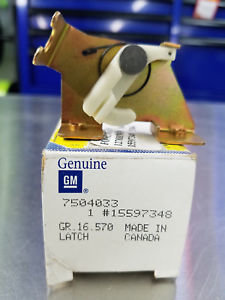 Genuine
GM
7504033
1 #15597348
GR.16.570 MADE IN
LATCH CANADA